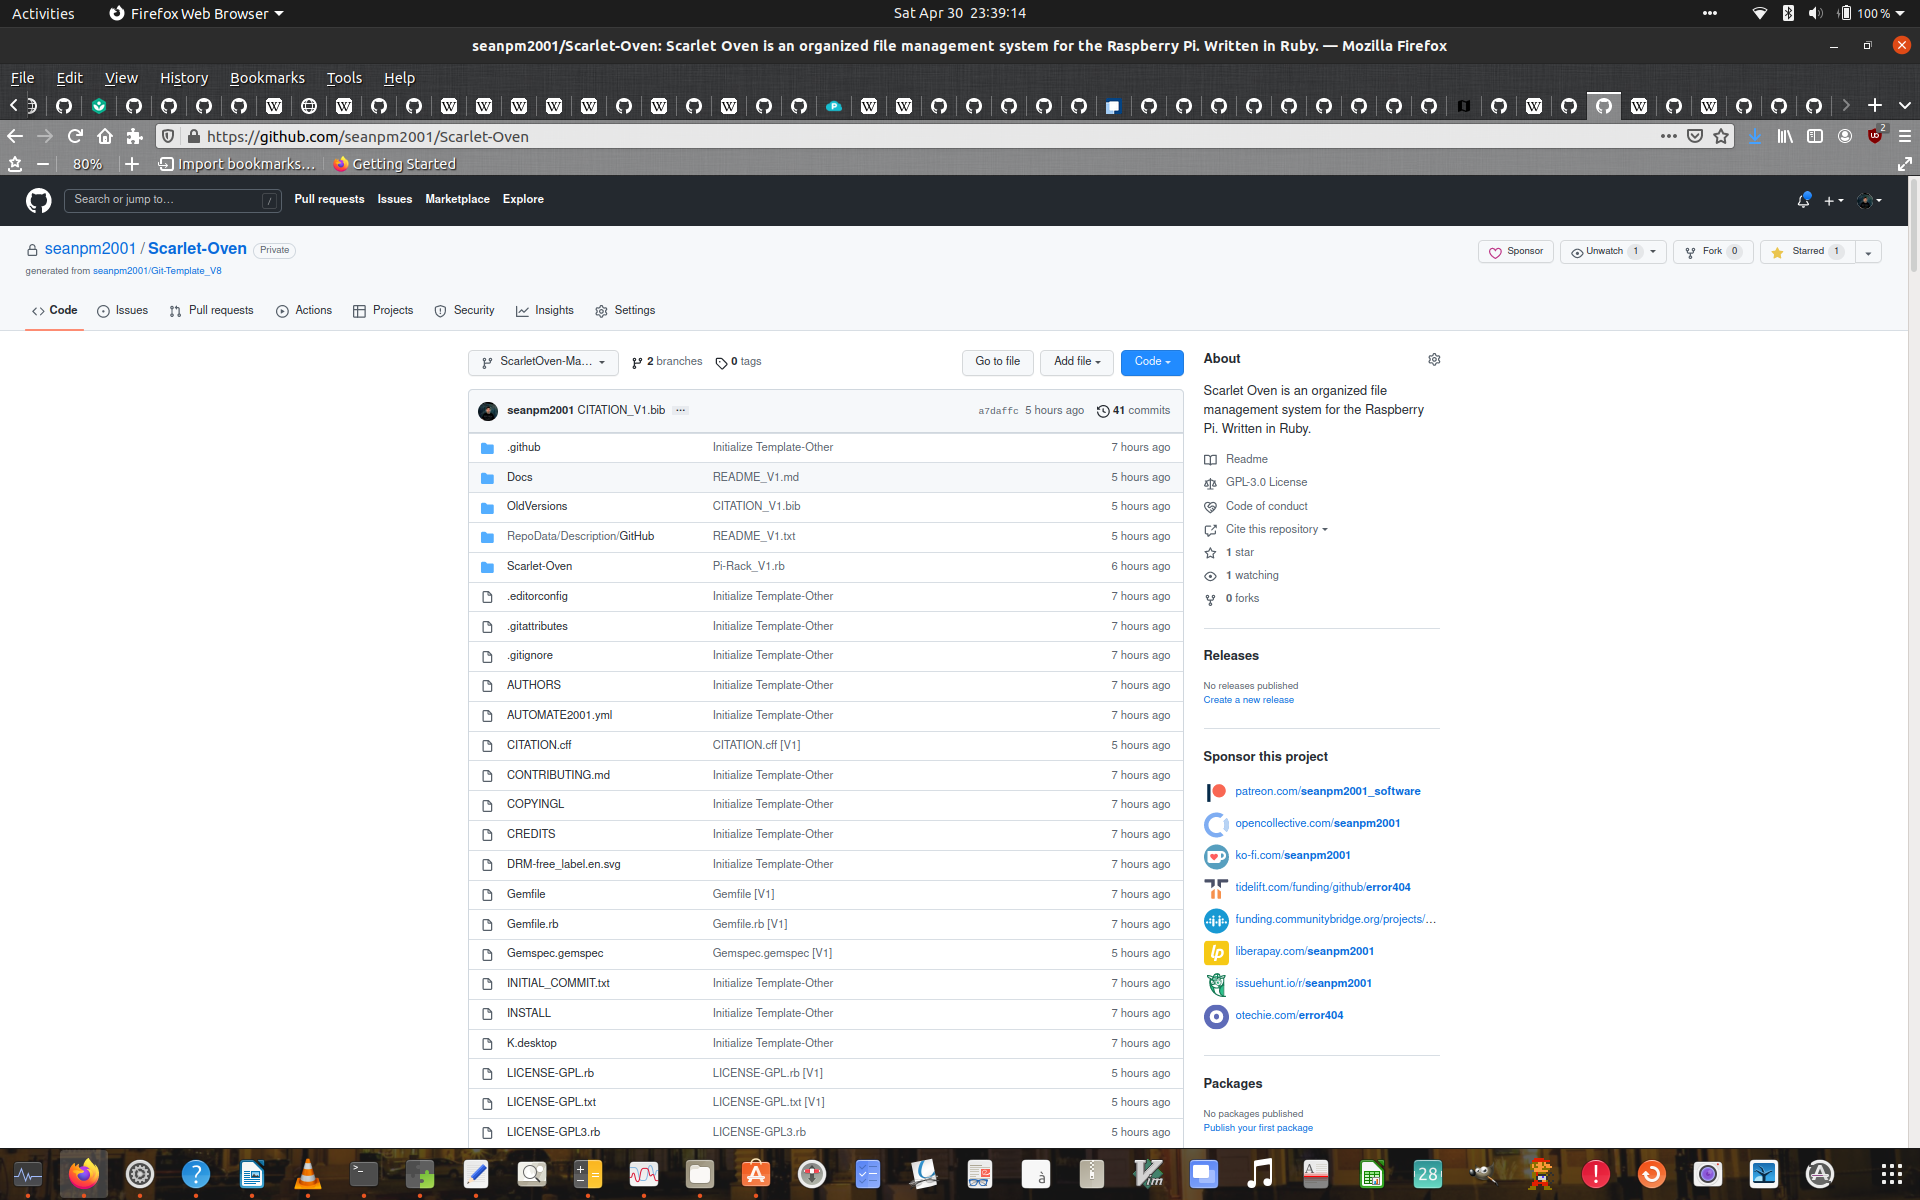 Activities
Firefox Web Browser
Sat Apr 30 23:39:14
100 %
seanpm2001/Scarlet-Oven: Scarlet Oven is an organized file management system for the Raspberry Pi. Written in Ruby. — Mozilla Firefox
File Edit View History Bookmarks Tools Help
https://github.com/seanpm2001/Scarlet-Oven
2
80%
Import bookmarks...
Getting Started
Search or jump to...
/
Pull requests Issues Marketplace Explore
seanpm2001 / Scarlet-Oven Private
generated from seanpm2001/Git-Template_V8
Sponsor
Unwatch 1
Fork 0
Starred 1
Code
Issues
Pull requests
Actions
Projects
Security
Insights
Settings
ScarletOven-Ma...
2 branches
0 tags
Go to file
Add file
Code
seanpm2001 CITATION_V1.bib ...
a7daffc 5 hours ago
41 commits
.github Initialize Template-Other 7 hours ago
Docs README_V1.md 5 hours ago
OldVersions CITATION_V1.bib 5 hours ago
RepoData/Description/GitHub README_V1.txt 5 hours ago
Scarlet-Oven Pi-Rack_V1.rb 6 hours ago
.editorconfig Initialize Template-Other 7 hours ago
.gitattributes Initialize Template-Other 7 hours ago
.gitignore Initialize Template-Other 7 hours ago
AUTHORS Initialize Template-Other 7 hours ago
AUTOMATE2001.yml Initialize Template-Other 7 hours ago
CITATION.cff CITATION.cff [V1] 5 hours ago
CONTRIBUTING.md Initialize Template-Other 7 hours ago
COPYINGL Initialize Template-Other 7 hours ago
CREDITS Initialize Template-Other 7 hours ago
DRM-free_label.en.svg Initialize Template-Other 7 hours ago
Gemfile Gemfile [V1] 7 hours ago
Gemfile.rb Gemfile.rb [V1] 7 hours ago
Gemspec.gemspec Gemspec.gemspec [V1] 5 hours ago
INITIAL_COMMIT.txt Initialize Template-Other 7 hours ago
INSTALL Initialize Template-Other 7 hours ago
K.desktop Initialize Template-Other 7 hours ago
LICENSE-GPL.rb LICENSE-GPL.rb [V1] 5 hours ago
LICENSE-GPL.txt LICENSE-GPL.txt [V1] 5 hours ago
LICENSE-GPL3.rb LICENSE-GPL3.rb 5 hours ago
About
Scarlet Oven is an organized file
management system for the Raspberry
Pi. Written in Ruby.
Readme
GPL-3.0 License
Code of conduct
Cite this repository
1 star
1 watching
0 forks
Releases
No releases published
Create a new release
Sponsor this project
patreon.com/seanpm2001_software
opencollective.com/seanpm2001
ko-fi.com/seanpm2001
tidelift.com/funding/github/error404
funding.communitybridge.org/projects/...
liberapay.com/seanpm2001
issuehunt.io/r/seanpm2001
otechie.com/error404
Packages
No packages published
Publish your first package
28